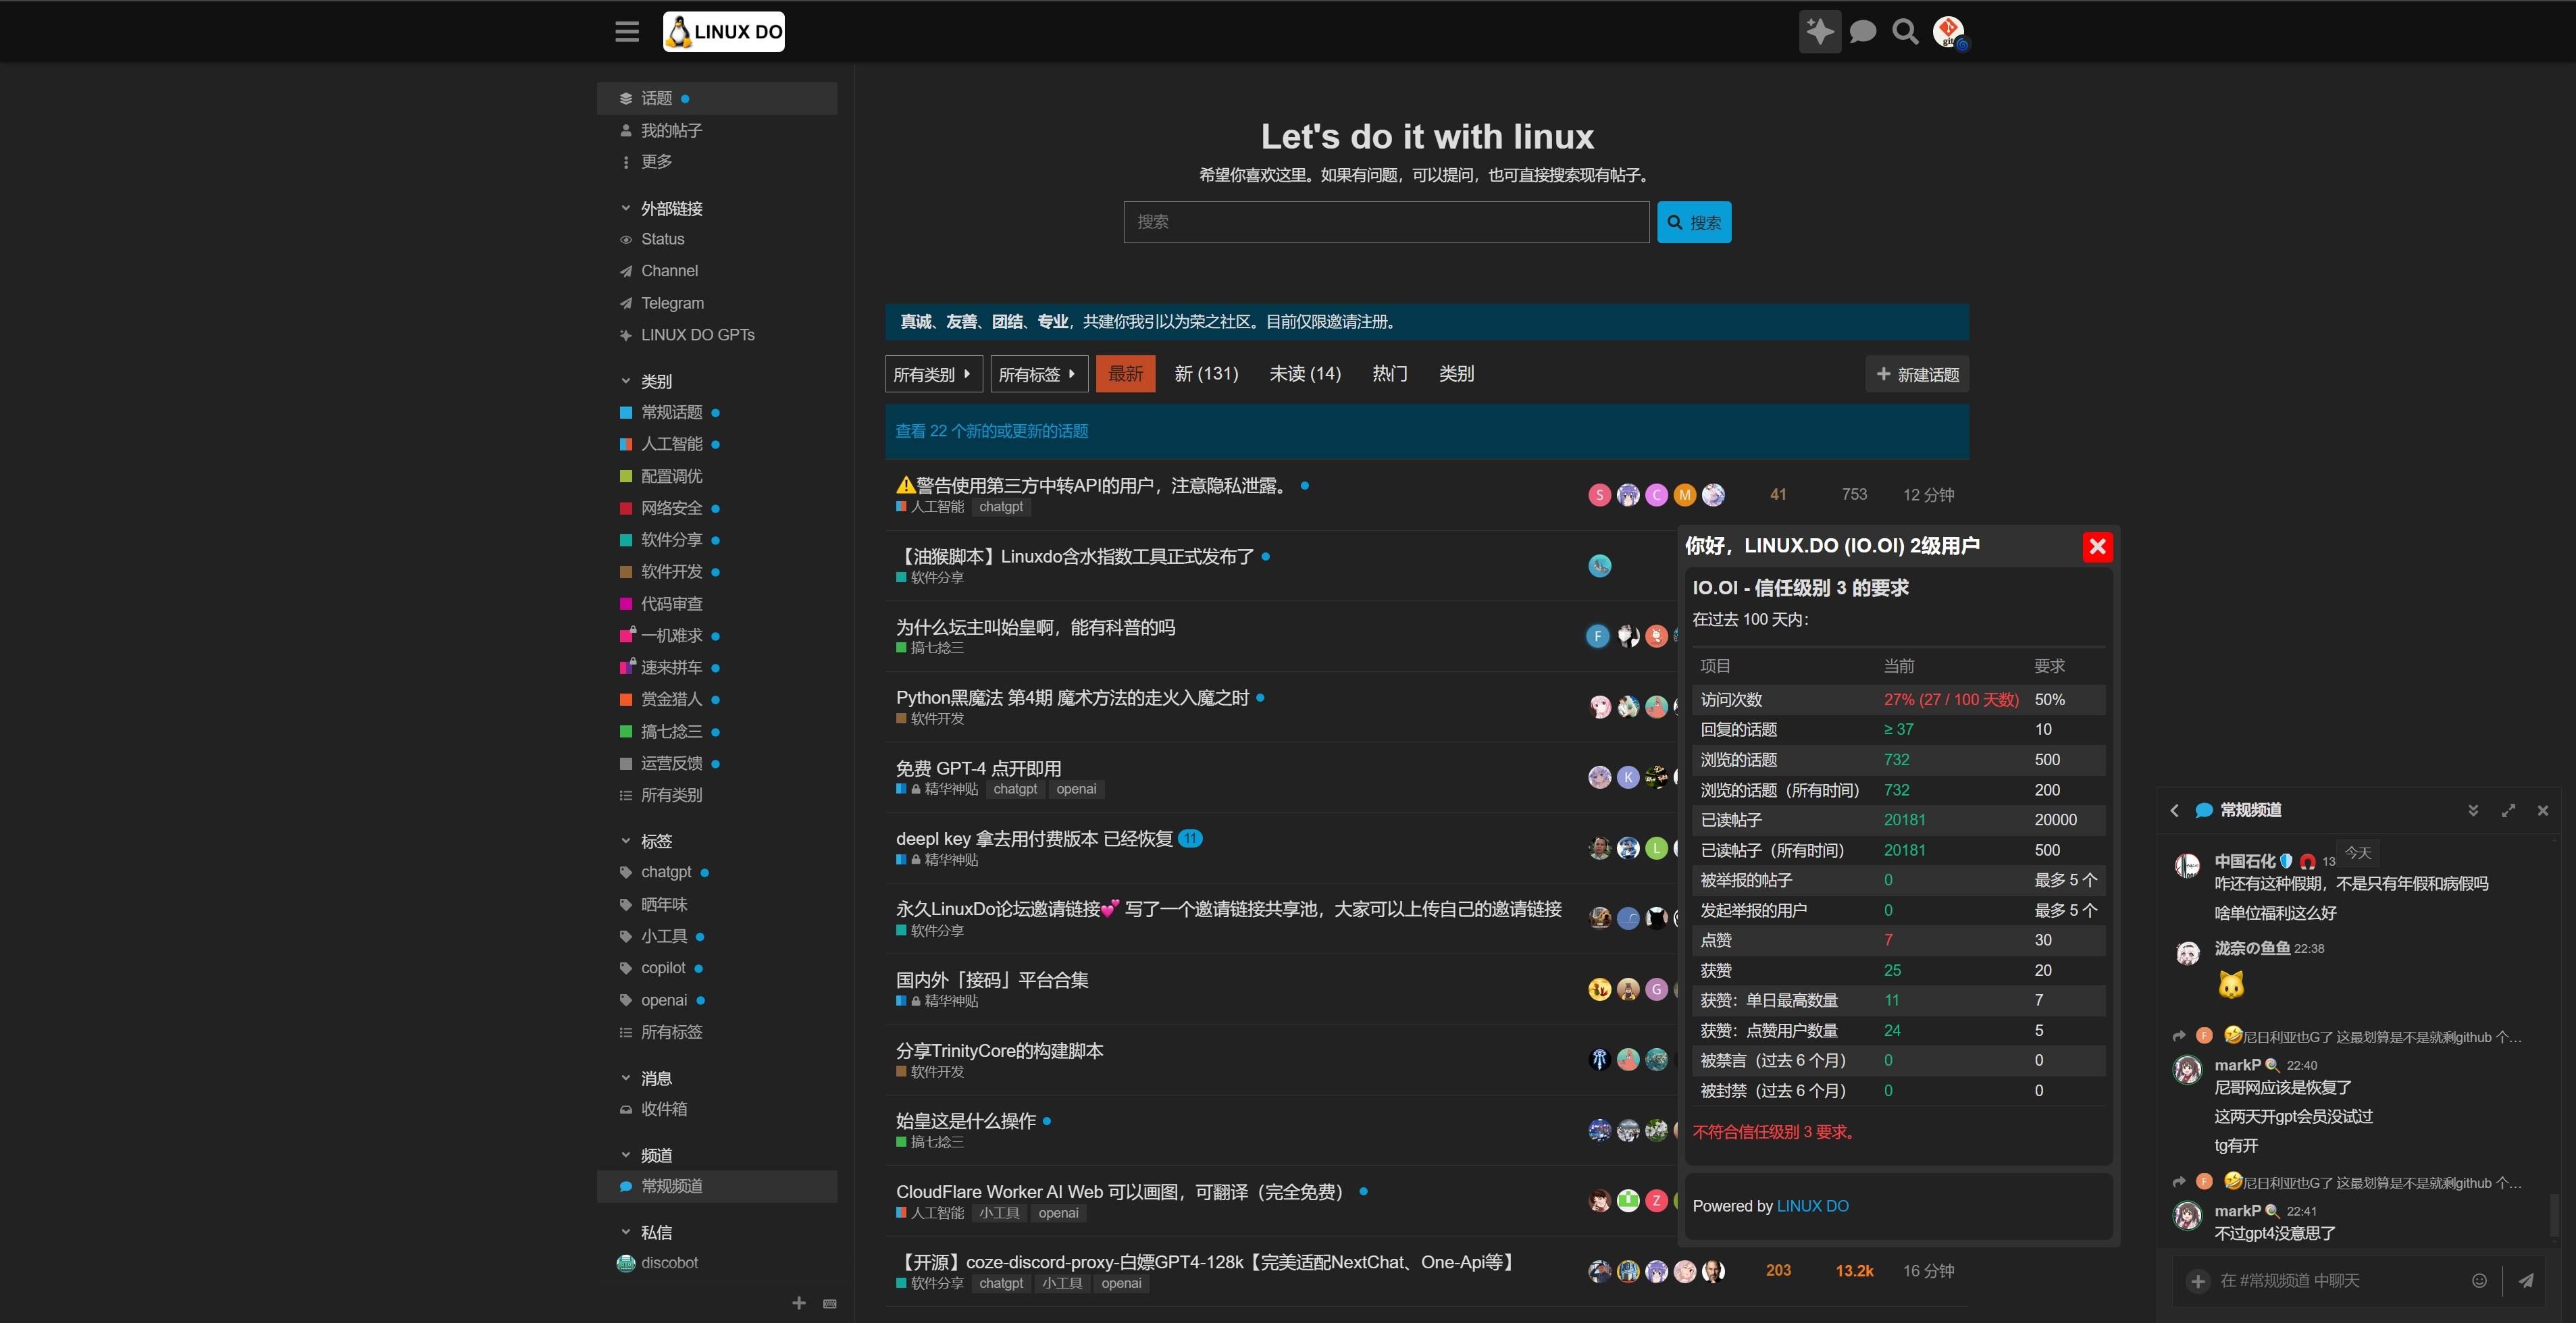 LINUX DO
git
话题
我的帖子
更多
外部链接
Status
Channel
Telegram
LINUX DO GPTs
类别
常规话题
人工智能
配置调优
网络安全
软件分享
软件开发
代码审查
一机难求
速来拼车
赏金猎人
搞七捻三
运营反馈
所有类别
标签
chatgpt
晒年味
小工具
copilot
openai
所有标签
消息
收件箱
频道
常规频道
私信
discobot
Let's do it with linux
希望你喜欢这里。如果有问题，可以提问，也可直接搜索现有帖子。
搜索
搜索
真诚、友善、团结、专业，共建你我引以为荣之社区。目前仅限邀请注册。
所有类别 所有标签 最新 新 (131) 未读 (14) 热门 类别 新建话题
查看 22 个新的或更新的话题
⚠️警告使用第三方中转API的用户，注意隐私泄露。 S C M 41 753 12 分钟
人工智能 chatgpt
【油猴脚本】Linuxdo含水指数工具正式发布了
软件分享
为什么坛主叫始皇啊，能有科普的吗 F
搞七捻三
Python黑魔法 第4期 魔术方法的走火入魔之时
软件开发
免费 GPT-4 点开即用 K
精华神贴 chatgpt openai
deepl key 拿去用付费版本 已经恢复 11 L
精华神贴
永久LinuxDo论坛邀请链接💕 写了一个邀请链接共享池，大家可以上传自己的邀请链接
软件分享
国内外「接码」平台合集 G
精华神贴
分享TrinityCore的构建脚本
软件开发
始皇这是什么操作
搞七捻三
CloudFlare Worker AI Web 可以画图，可翻译（完全免费） Z
人工智能 小工具 openai
【开源】coze-discord-proxy-白嫖GPT4-128k【完美适配NextChat、One-Api等】 203 13.2k 16 分钟
软件分享 chatgpt 小工具 openai
你好，LINUX.DO (IO.OI) 2级用户
IO.OI - 信任级别 3 的要求
在过去 100 天内：
项目 当前 要求
访问次数 27% (27 / 100 天数) 50%
回复的话题 ≥ 37 10
浏览的话题 732 500
浏览的话题（所有时间） 732 200
已读帖子 20181 20000
已读帖子（所有时间） 20181 500
被举报的帖子 0 最多 5 个
发起举报的用户 0 最多 5 个
点赞 7 30
获赞 25 20
获赞：单日最高数量 11 7
获赞：点赞用户数量 24 5
被禁言（过去 6 个月） 0 0
被封禁（过去 6 个月） 0 0
不符合信任级别 3 要求。
Powered by LINUX DO
常规频道
今天
中国石化 13
咋还有这种假期，不是只有年假和病假吗
啥单位福利这么好
泷奈の鱼鱼 22:38
F 🤣尼日利亚也G了 这最划算是不是就剩github 个…
markP 22:40
尼哥网应该是恢复了
这两天开gpt会员没试过
tg有开
F 🤣尼日利亚也G了 这最划算是不是就剩github 个…
markP 22:41
不过gpt4没意思了
在 #常规频道 中聊天